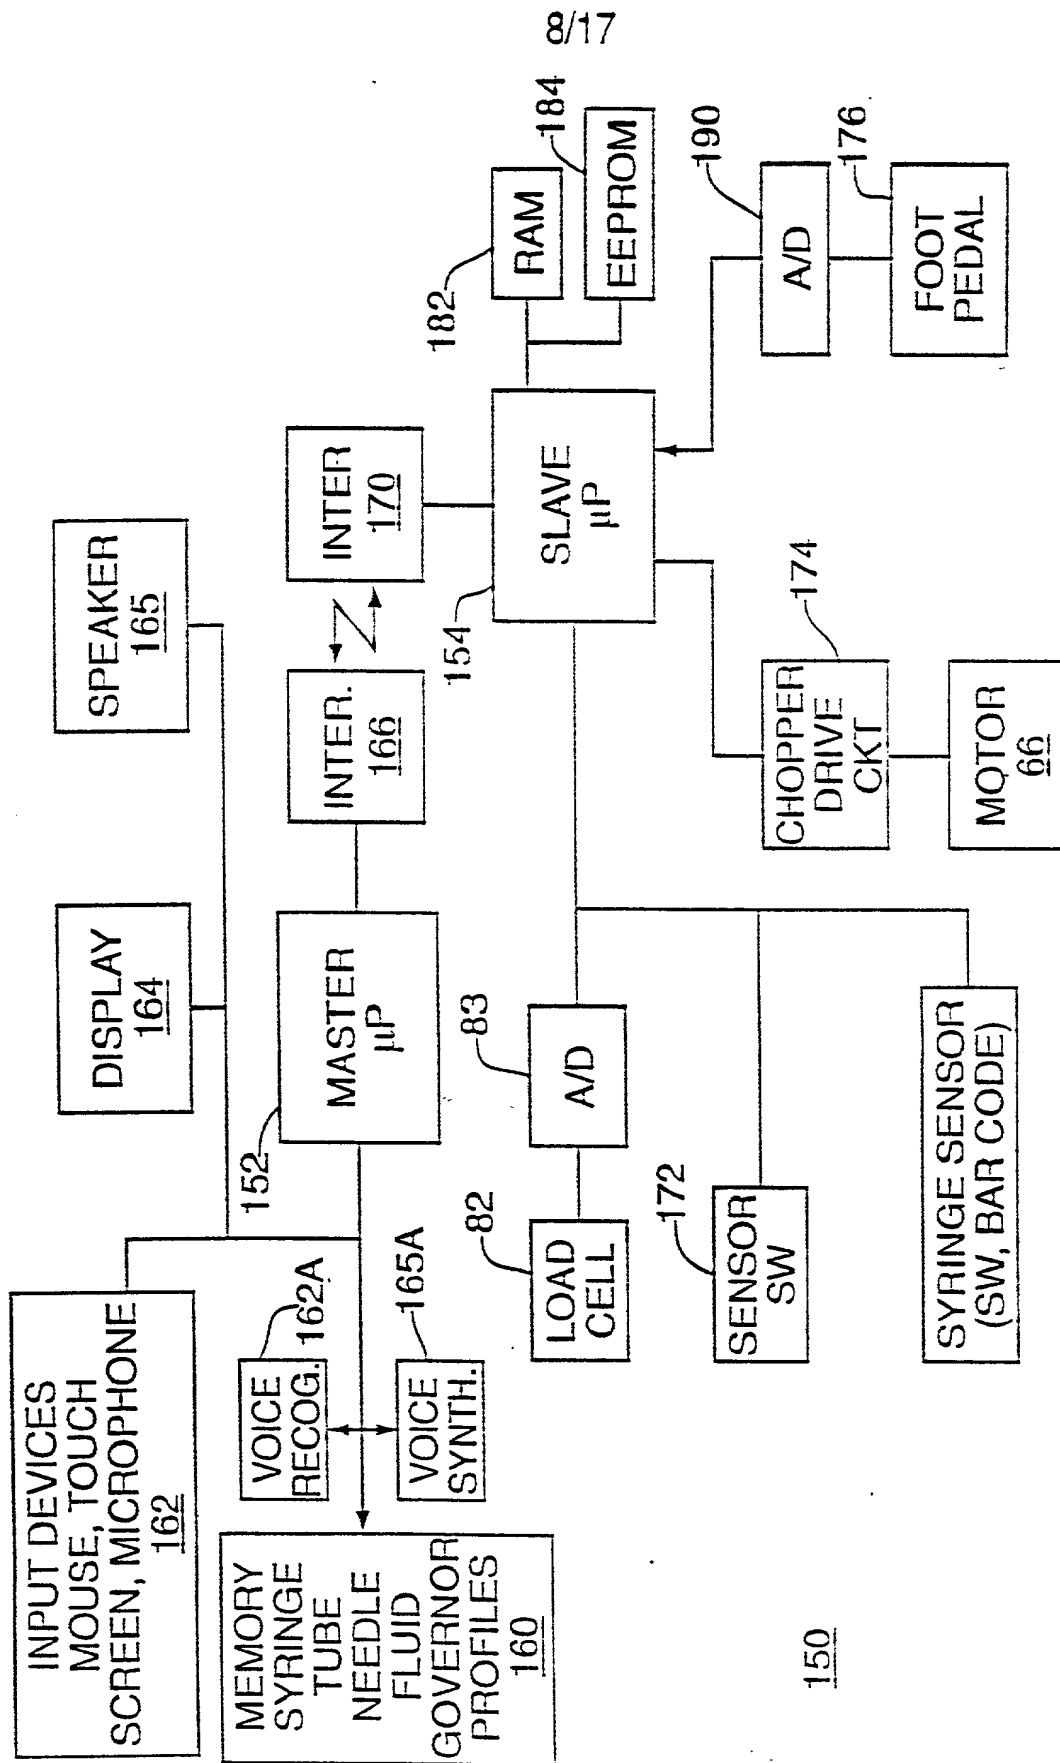 8/17
INPUT DEVICES
MOUSE, TOUCH
SCREEN, MICROPHONE
162
DISPLAY
164
SPEAKER
165
MEMORY
SYRINGE
TUBE
NEEDLE
FLUID
GOVERNOR
PROFILES
160
VOICE
RECOG.
162A
VOICE
SYNTH.
165A
152
MASTER
µP
INTER.
166
INTER
170
154
SLAVE
µP
182
RAM
184
EEPROM
82
LOAD
CELL
83
A/D
172
SENSOR
SW
SYRINGE SENSOR
(SW, BAR CODE)
174
CHOPPER
DRIVE
CKT
MOTOR
66
190
A/D
176
FOOT
PEDAL
150